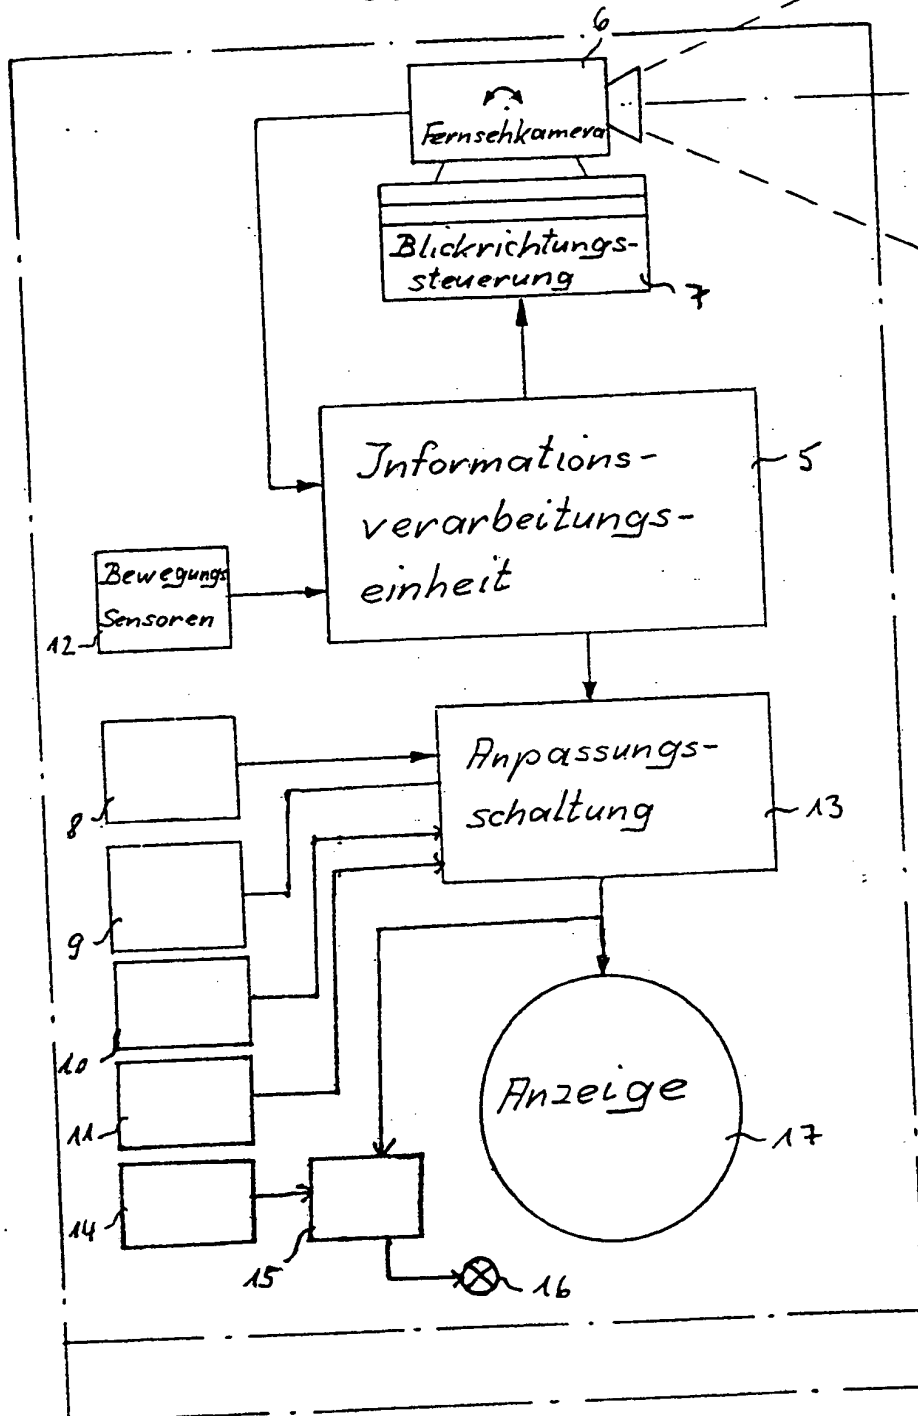 6
Fernsehkamera
Blickrichtungs-
steuerung
7
Informations-
verarbeitungs-
einheit
5
Bewegungs
Sensoren
12
Anpassungs-
schaltung
13
8
9
10
11
14
15
16
Anzeige
17